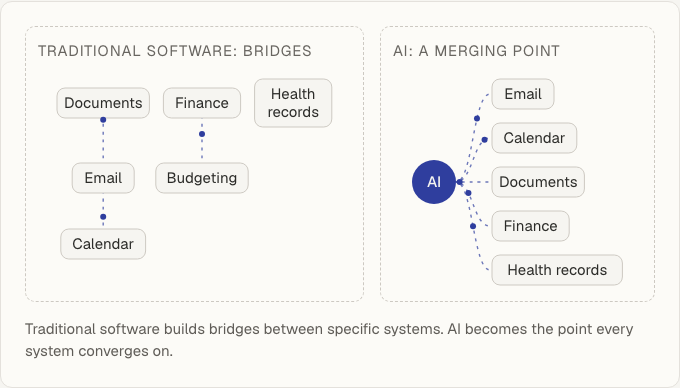 TRADITIONAL SOFTWARE: BRIDGES
Documents
Finance
Health
records
Email
Budgeting
Calendar
AI: A MERGING POINT
AI
Email
Calendar
Documents
Finance
Health records
Traditional software builds bridges between specific systems. AI becomes the point every
system converges on.